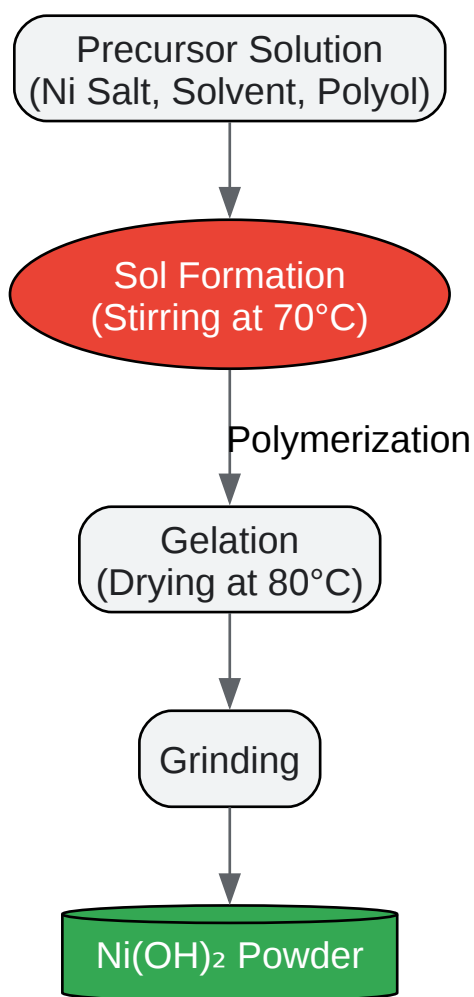 Precursor Solution
(Ni Salt, Solvent, Polyol)
Sol Formation
(Stirring at 70°C)
Polymerization
Gelation
(Drying at 80°C)
Grinding
Ni(OH)₂ Powder